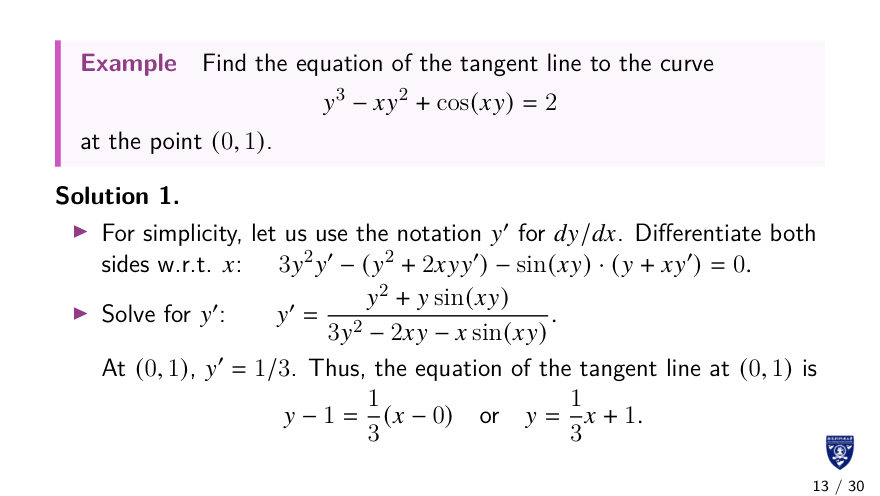 Example Find the equation of the tangent line to the curve
y³ − xy² + cos(xy) = 2
at the point (0, 1).
Solution 1.
▶ For simplicity, let us use the notation y′ for dy/dx. Differentiate both
sides w.r.t. x: 3y²y′ − (y² + 2xyy′) − sin(xy) · (y + xy′) = 0.
▶ Solve for y′: y′ = \frac{y² + y sin(xy)}{3y² − 2xy − x sin(xy)}.
At (0, 1), y′ = 1/3. Thus, the equation of the tangent line at (0, 1) is
y − 1 = \frac{1}{3}(x − 0) or y = \frac{1}{3}x + 1.
13 / 30